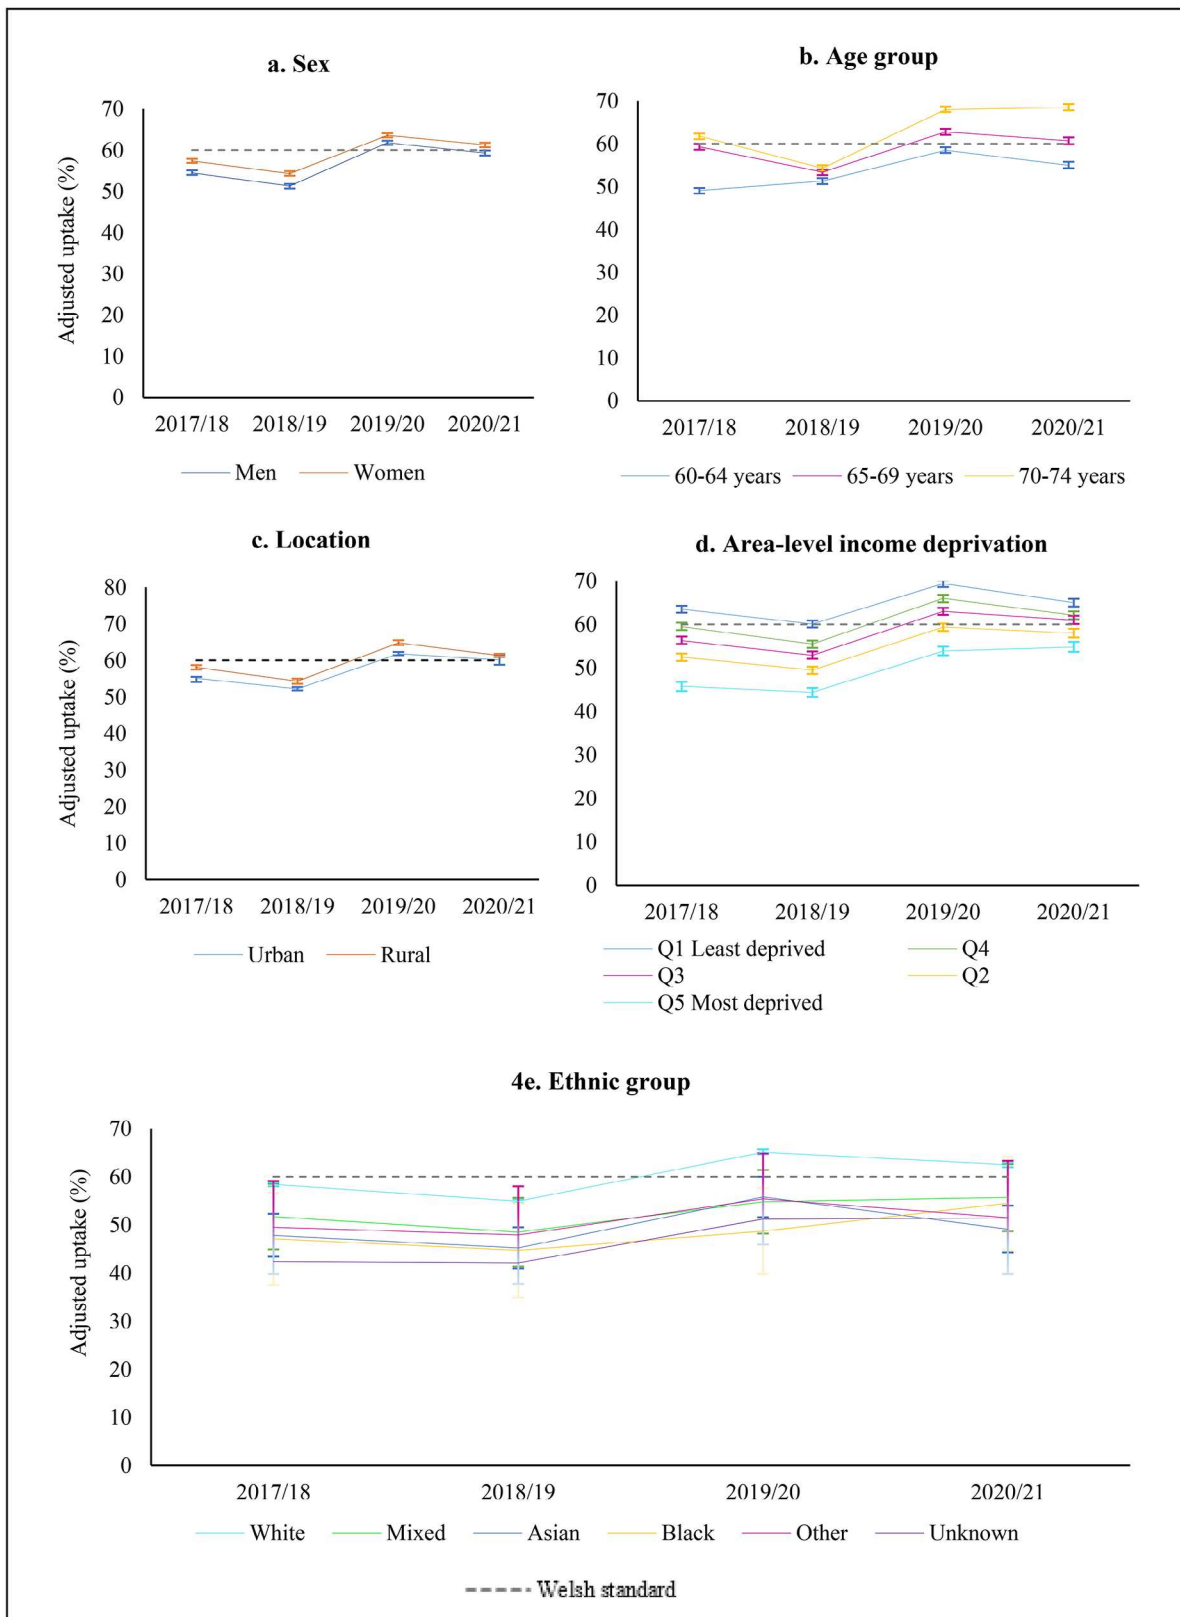 a. Sex
70
60
50
40
30
20
10
0
Adjusted uptake (%)
2017/18 2018/19 2019/20 2020/21
Men Women
b. Age group
70
60
50
40
30
20
10
0
2017/18 2018/19 2019/20 2020/21
60-64 years 65-69 years 70-74 years
c. Location
80
70
60
50
40
30
20
10
0
Adjusted uptake (%)
2017/18 2018/19 2019/20 2020/21
Urban Rural
d. Area-level income deprivation
70
60
50
40
30
20
10
0
2017/18 2018/19 2019/20 2020/21
Q1 Least deprived Q4
Q3 Q2
Q5 Most deprived
4e. Ethnic group
70
60
50
40
30
20
10
0
Adjusted uptake (%)
2017/18 2018/19 2019/20 2020/21
White Mixed Asian Black Other Unknown
Welsh standard